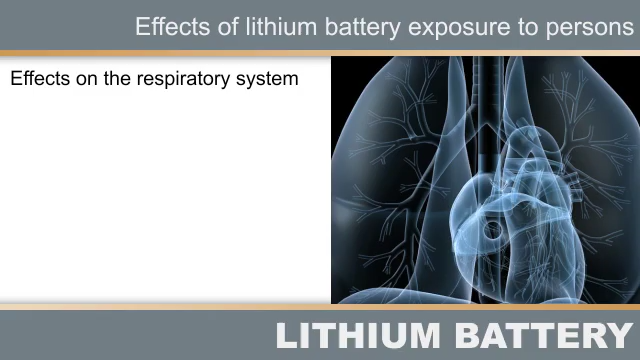 Effects of lithium battery exposure to persons
Effects on the respiratory system
LITHIUM BATTERY